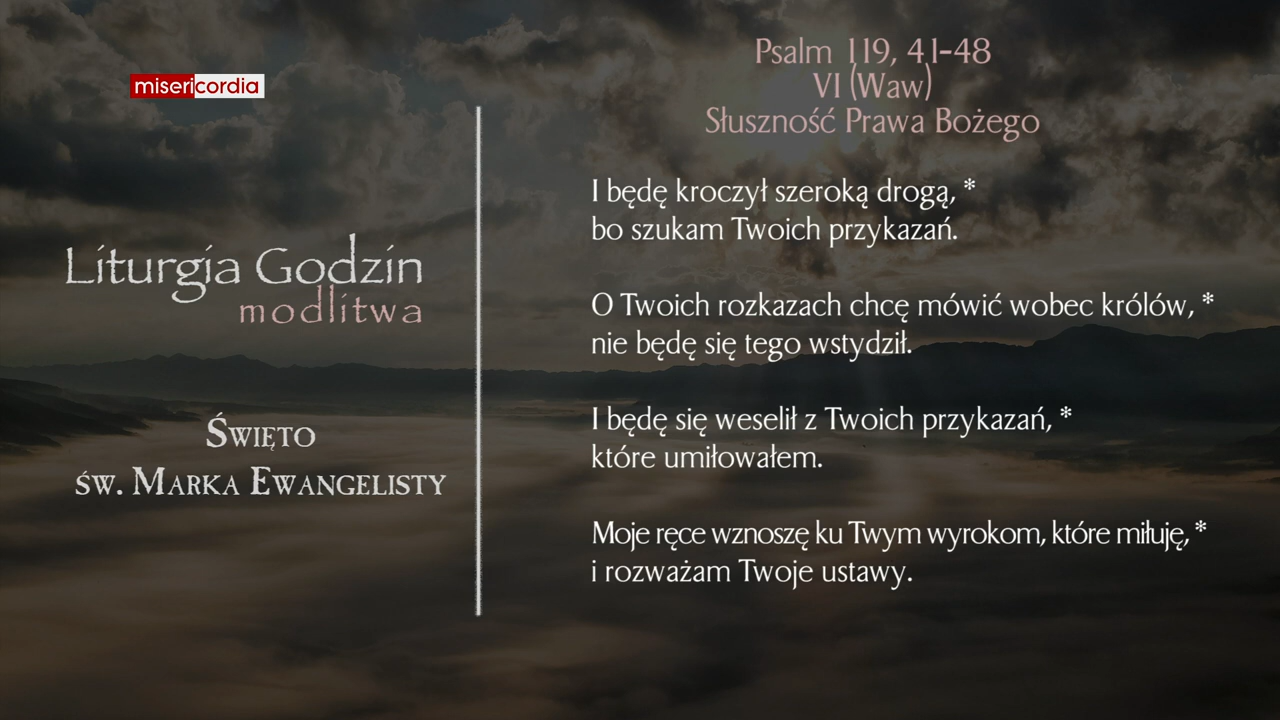 misericordia
Liturgia Godzin
modlitwa
Święto
św. Marka Ewangelisty
Psalm 119, 41-48
VI (Waw)
Słuszność Prawa Bożego
I będę kroczył szeroką drogą, *
bo szukam Twoich przykazań.
O Twoich rozkazach chcę mówić wobec królów, *
nie będę się tego wstydził.
I będę się weselił z Twoich przykazań, *
które umiłowałem.
Moje ręce wznoszę ku Twym wyrokom, które miłuję, *
i rozważam Twoje ustawy.